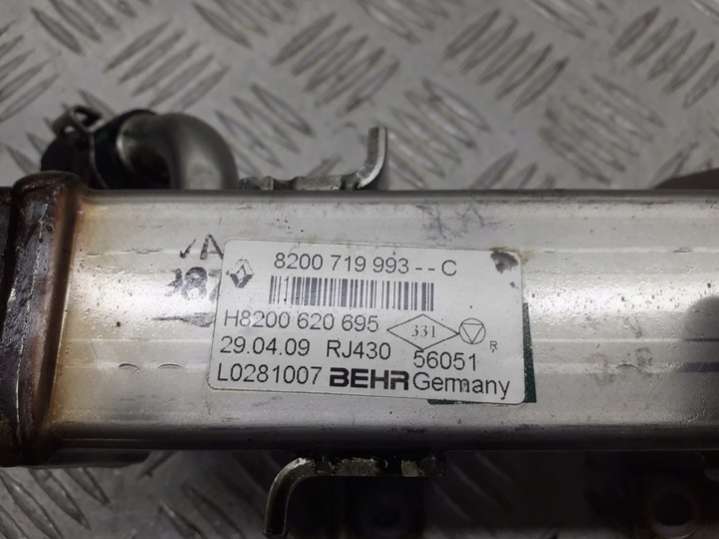 8200 719 993 -- C
H8200 620 695 331
R
29.04.09 RJ430 56051
L0281007 BEHR Germany